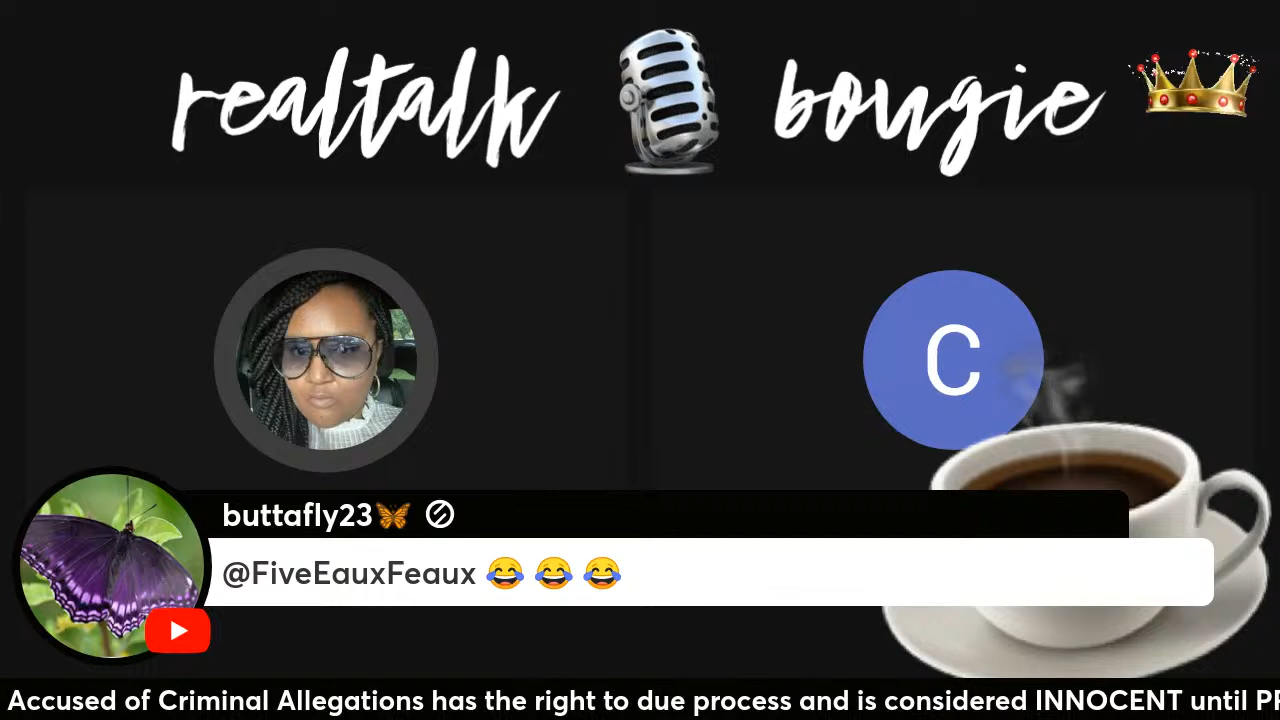 realtalk bougie
C
buttafly23
@FiveEauxFeaux 😂 😂 😂
Accused of Criminal Allegations has the right to due process and is considered INNOCENT until